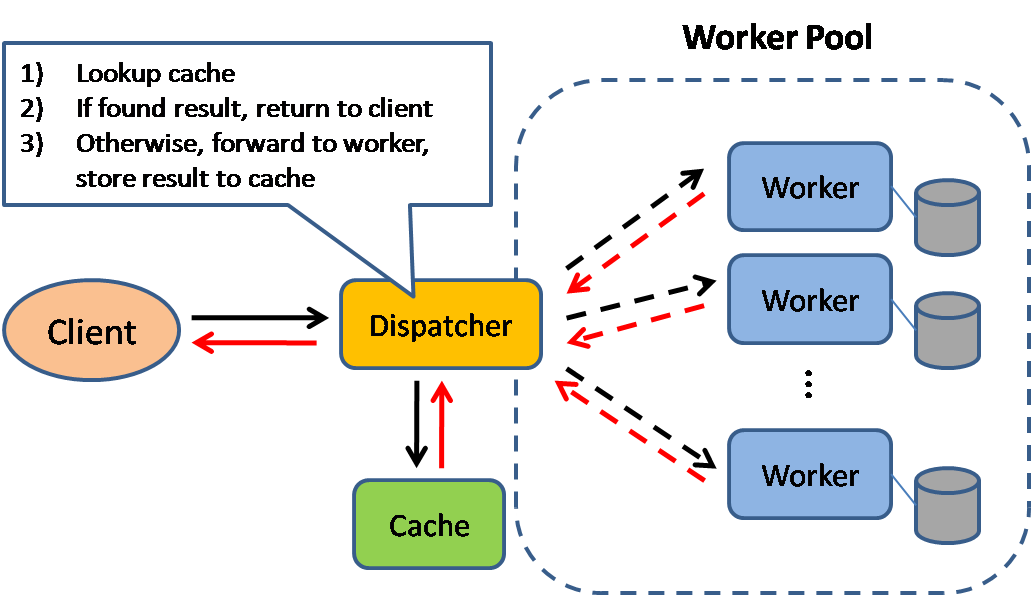 Worker Pool
1) Lookup cache
2) If found result, return to client
3) Otherwise, forward to worker,
store result to cache
Worker
Worker
Client
Dispatcher
Worker
Cache